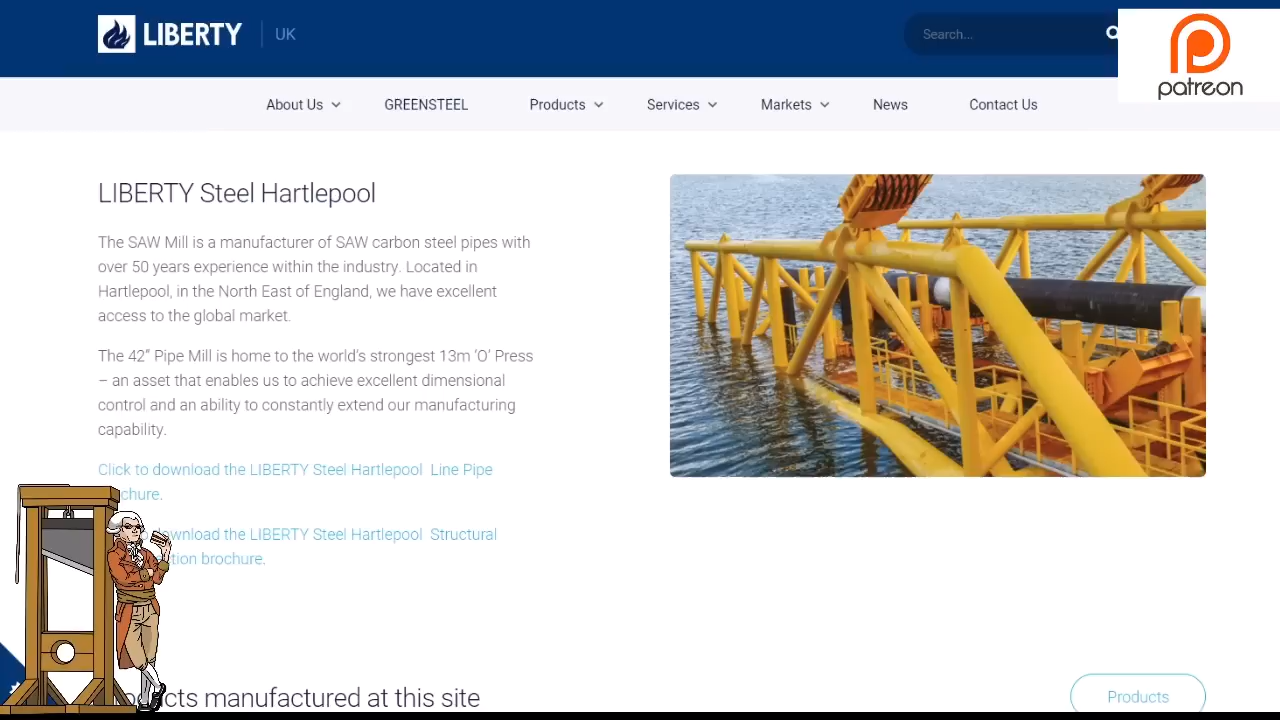 LIBERTY UK
Search...
patreon
About Us GREENSTEEL Products Services Markets News Contact Us
LIBERTY Steel Hartlepool
The SAW Mill is a manufacturer of SAW carbon steel pipes with
over 50 years experience within the industry. Located in
Hartlepool, in the North East of England, we have excellent
access to the global market.
The 42” Pipe Mill is home to the world’s strongest 13m ‘O’ Press
– an asset that enables us to achieve excellent dimensional
control and an ability to constantly extend our manufacturing
capability.
Click to download the LIBERTY Steel Hartlepool Line Pipe
chure.
wnload the LIBERTY Steel Hartlepool Structural
tion brochure.
cts manufactured at this site
Products